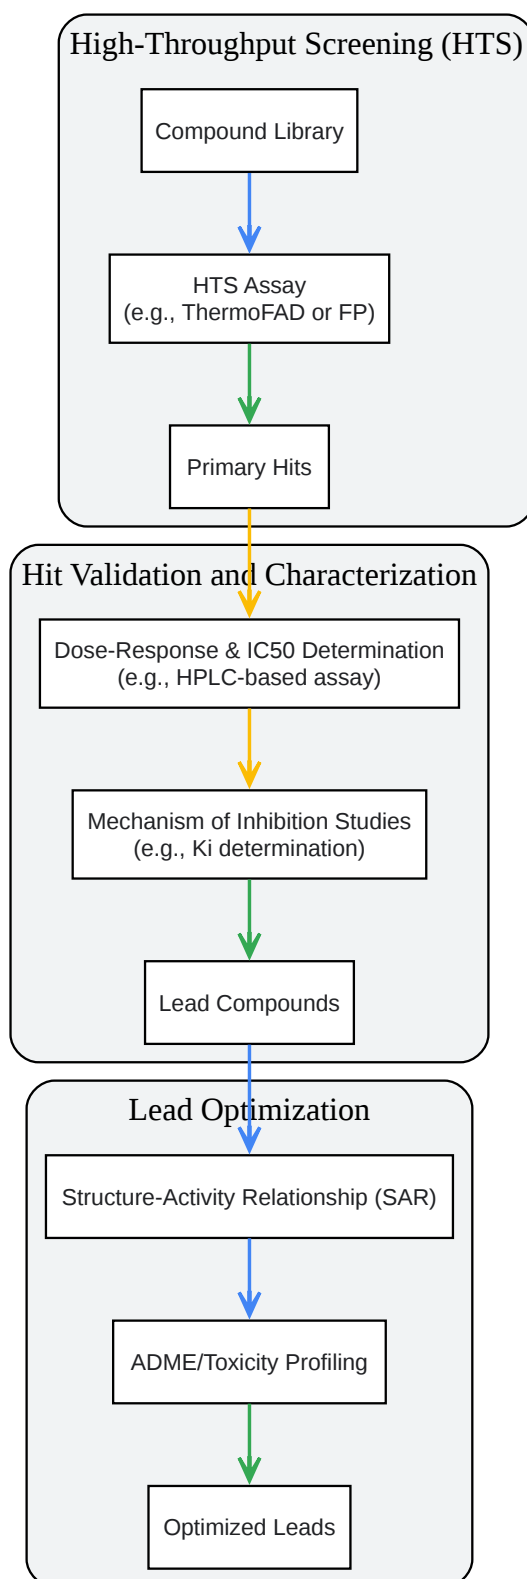 High-Throughput Screening (HTS)
Compound Library
HTS Assay
(e.g., ThermoFAD or FP)
Primary Hits
Hit Validation and Characterization
Dose-Response & IC50 Determination
(e.g., HPLC-based assay)
Mechanism of Inhibition Studies
(e.g., Ki determination)
Lead Compounds
Lead Optimization
Structure-Activity Relationship (SAR)
ADME/Toxicity Profiling
Optimized Leads